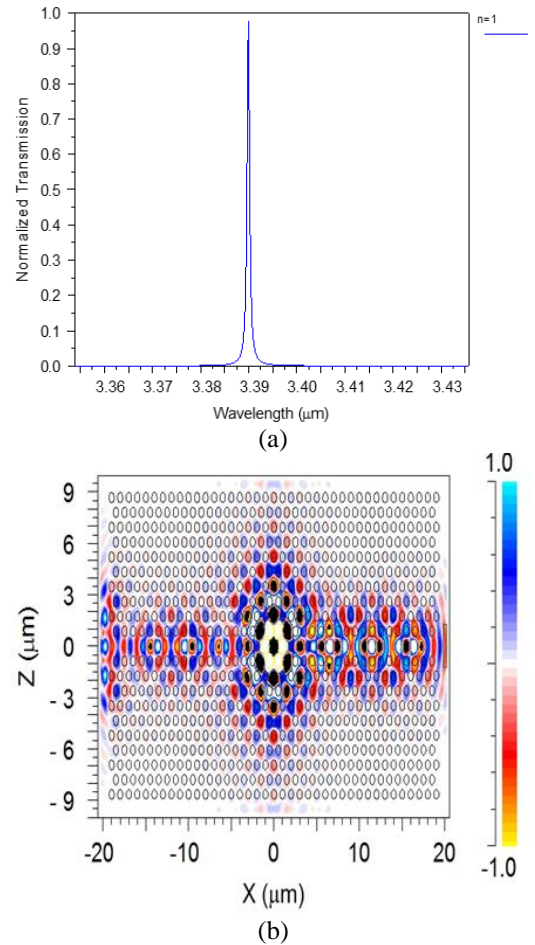 n=1
1.0
0.9
0.8
0.7
0.6
0.5
0.4
0.3
0.2
0.1
0.0
Normalized Transmission
3.36 3.37 3.38 3.39 3.40 3.41 3.42 3.43
Wavelength (µm)
(a)
1.0
9
6
3
0
-3
-6
-9
Z (µm)
-20 -10 0 10 20
X (µm)
-1.0
(b)